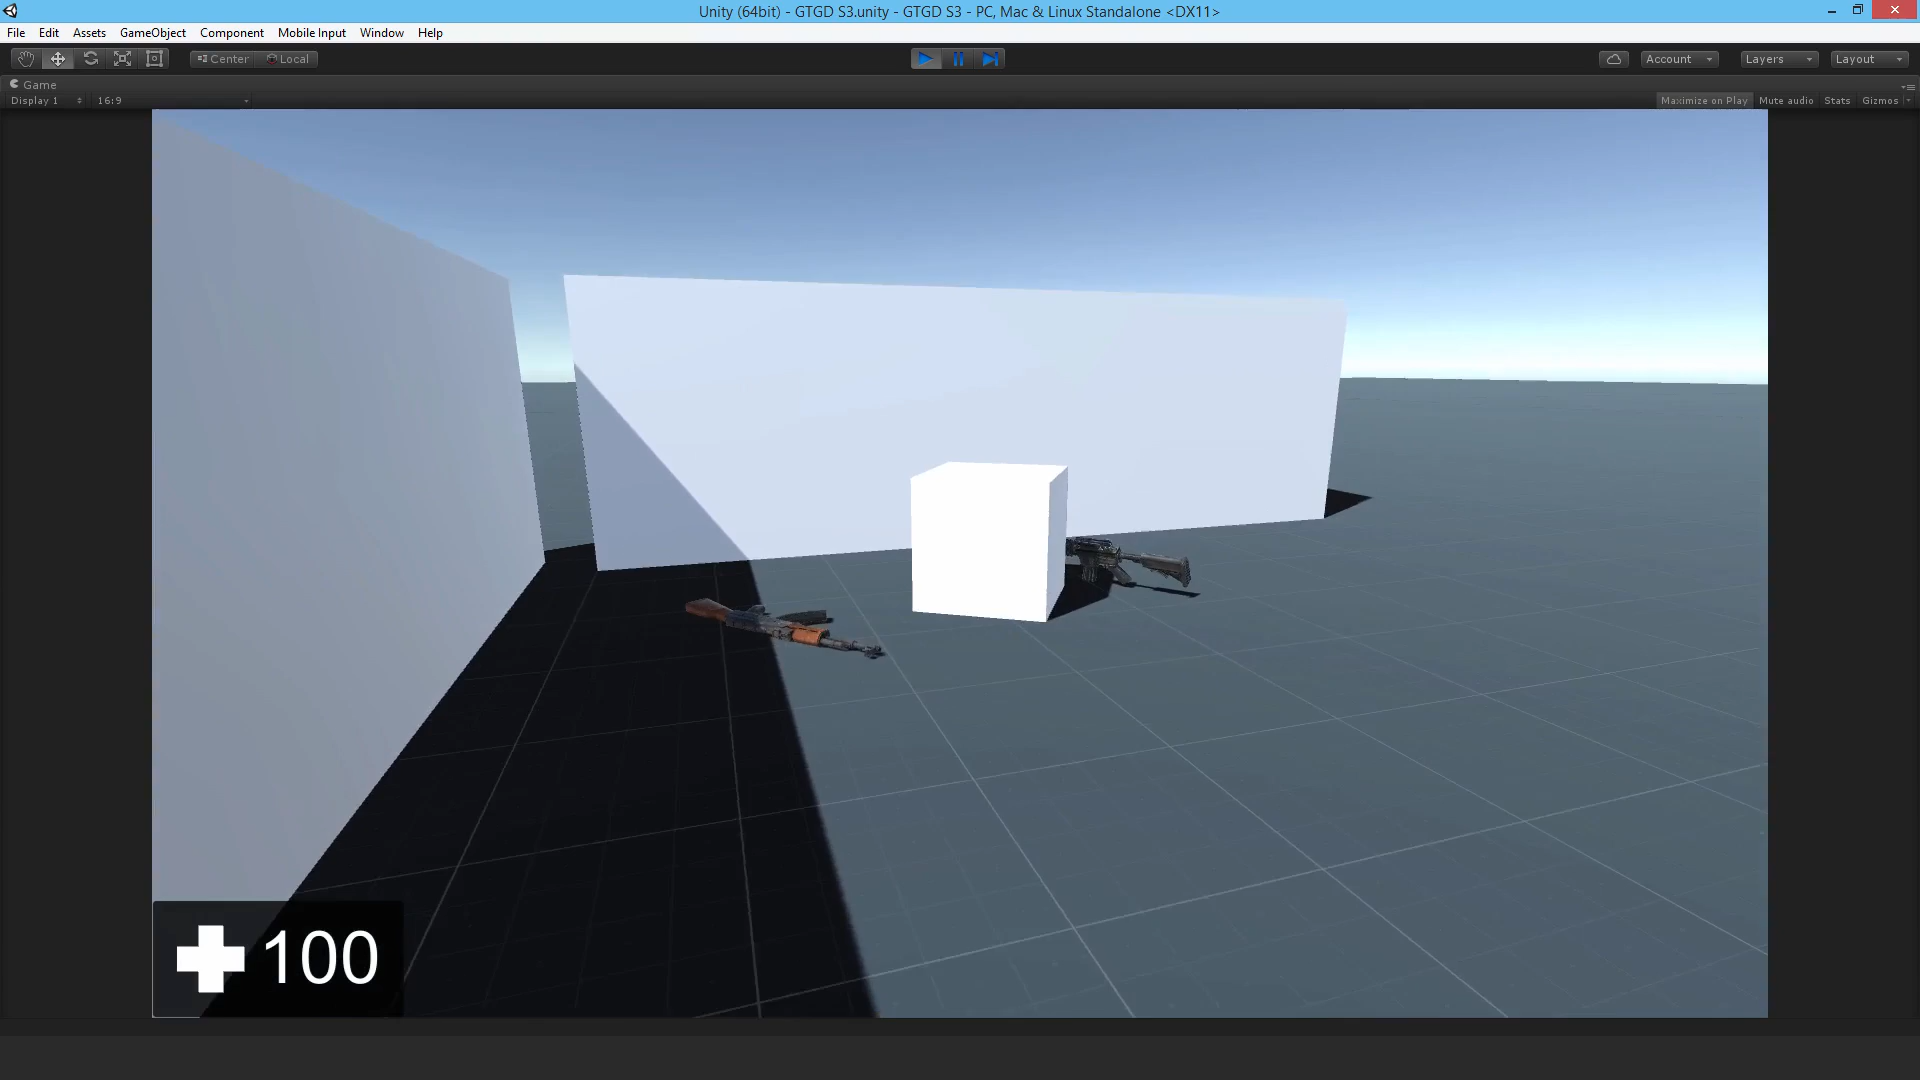 Unity (64bit) - GTGD S3.unity - GTGD S3 - PC, Mac & Linux Standalone <DX11>
File Edit Assets GameObject Component Mobile Input Window Help
Center Local Account Layers Layout
Game
Display 1 16:9 Maximize on Play Mute audio Stats Gizmos
100